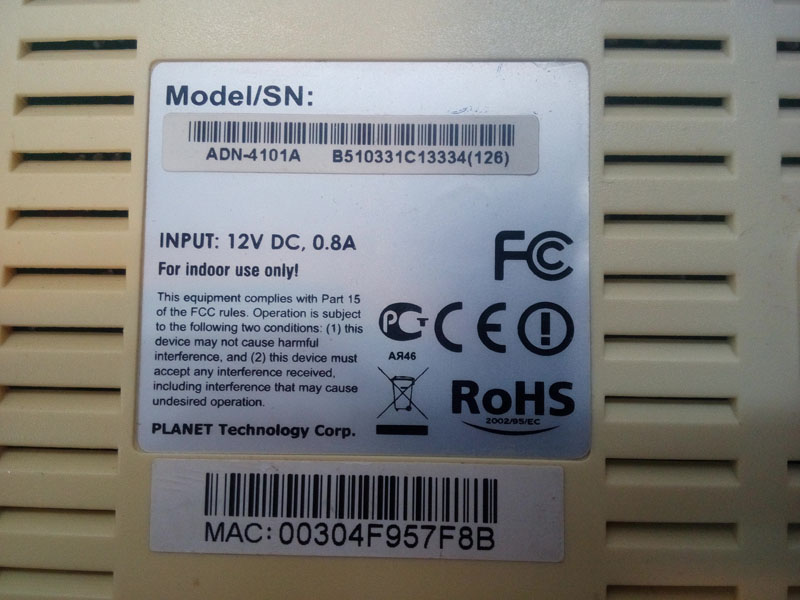 Model/SN:
ADN-4101A B510331C13334(126)
INPUT: 12V DC, 0.8A
For indoor use only!
FC
This equipment complies with Part 15
of the FCC rules. Operation is subject
to the following two conditions: (1) this
device may not cause harmful
interference, and (2) this device must
accept any interference received,
including interference that may cause
undesired operation.
РСТ CE
АЯ46
RoHS
2002/95/EC
PLANET Technology Corp.
MAC: 00304F957F8B